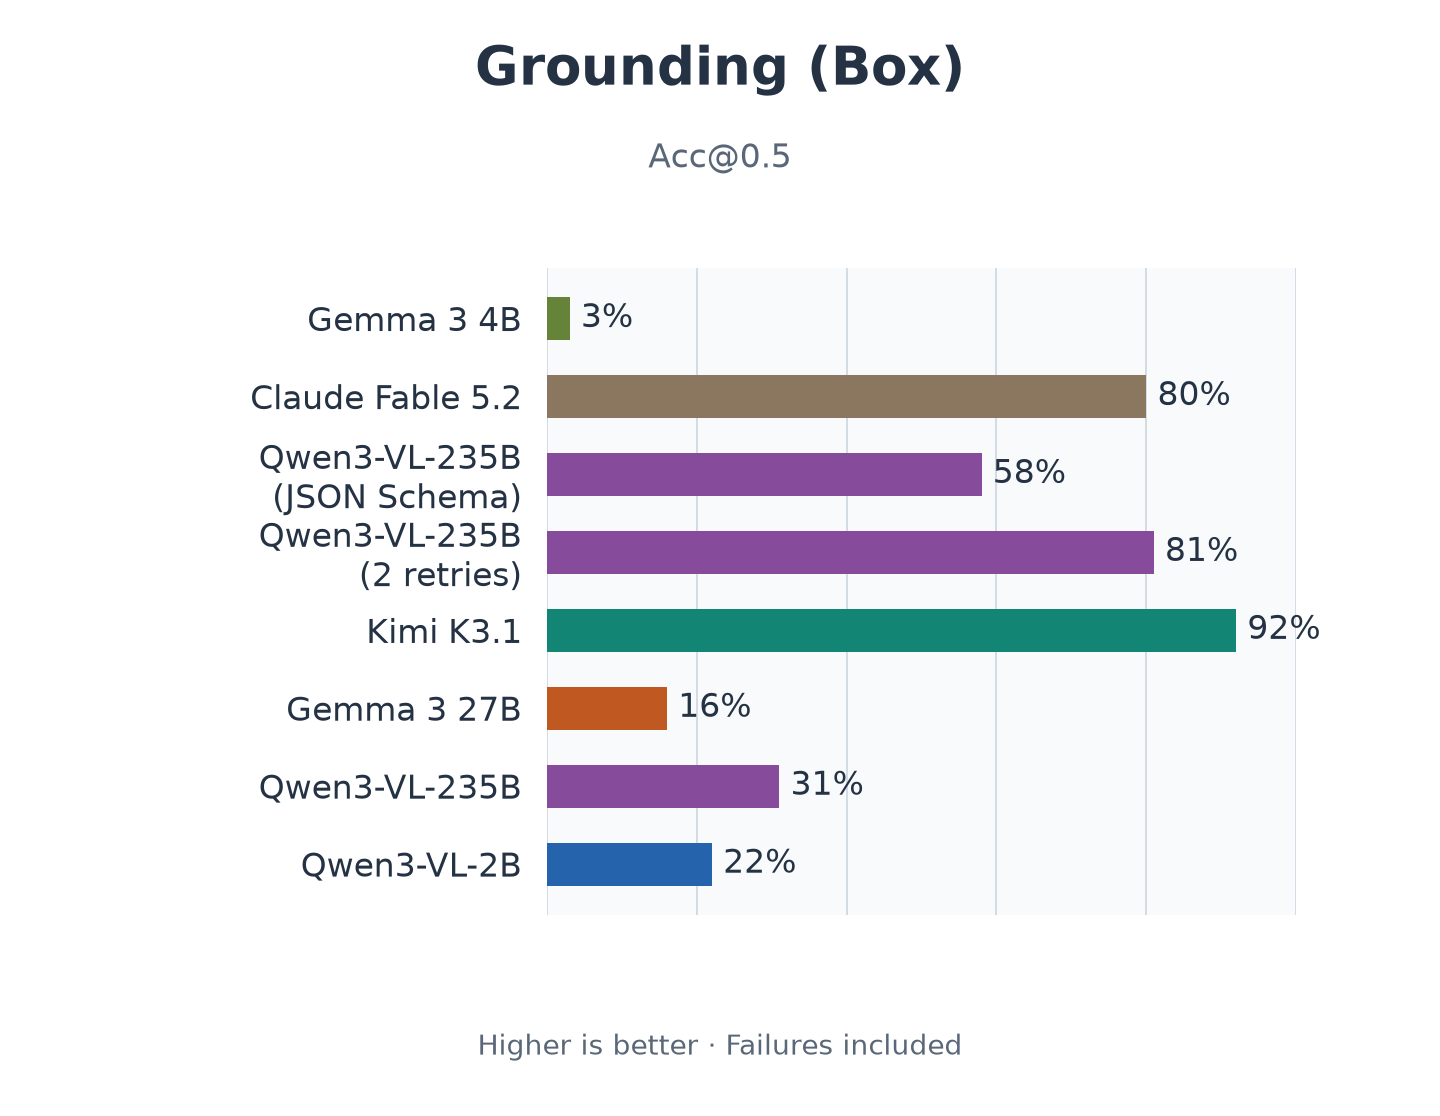 Grounding (Box)
Acc@0.5
Gemma 3 4B
3%
Claude Fable 5.2
80%
Qwen3-VL-235B
(JSON Schema)
58%
Qwen3-VL-235B
(2 retries)
81%
Kimi K3.1
92%
Gemma 3 27B
16%
Qwen3-VL-235B
31%
Qwen3-VL-2B
22%
Higher is better · Failures included